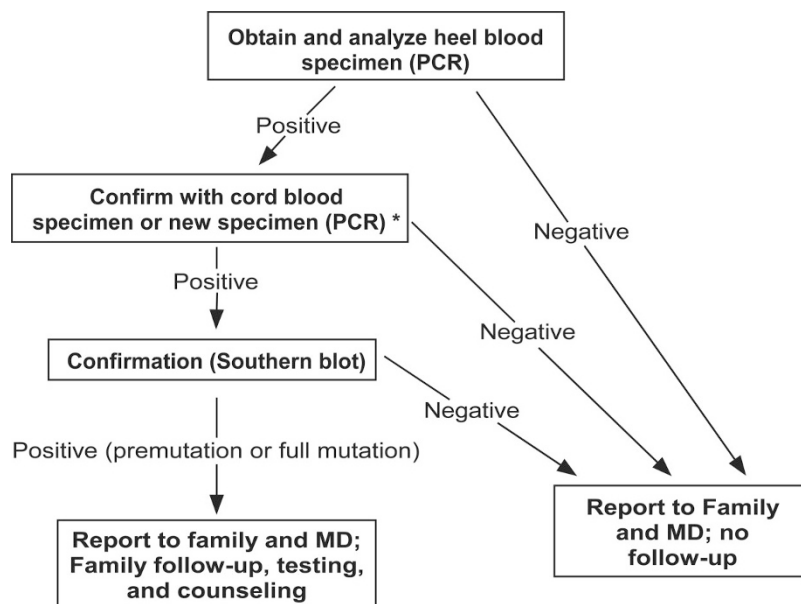 Obtain and analyze heel blood
specimen (PCR)
Positive
Negative
Confirm with cord blood
specimen or new specimen (PCR) *
Positive
Negative
Confirmation (Southern blot)
Negative
Positive (premutation or full mutation)
Report to family and MD;
Family follow-up, testing,
and counseling
Report to Family
and MD; no
follow-up